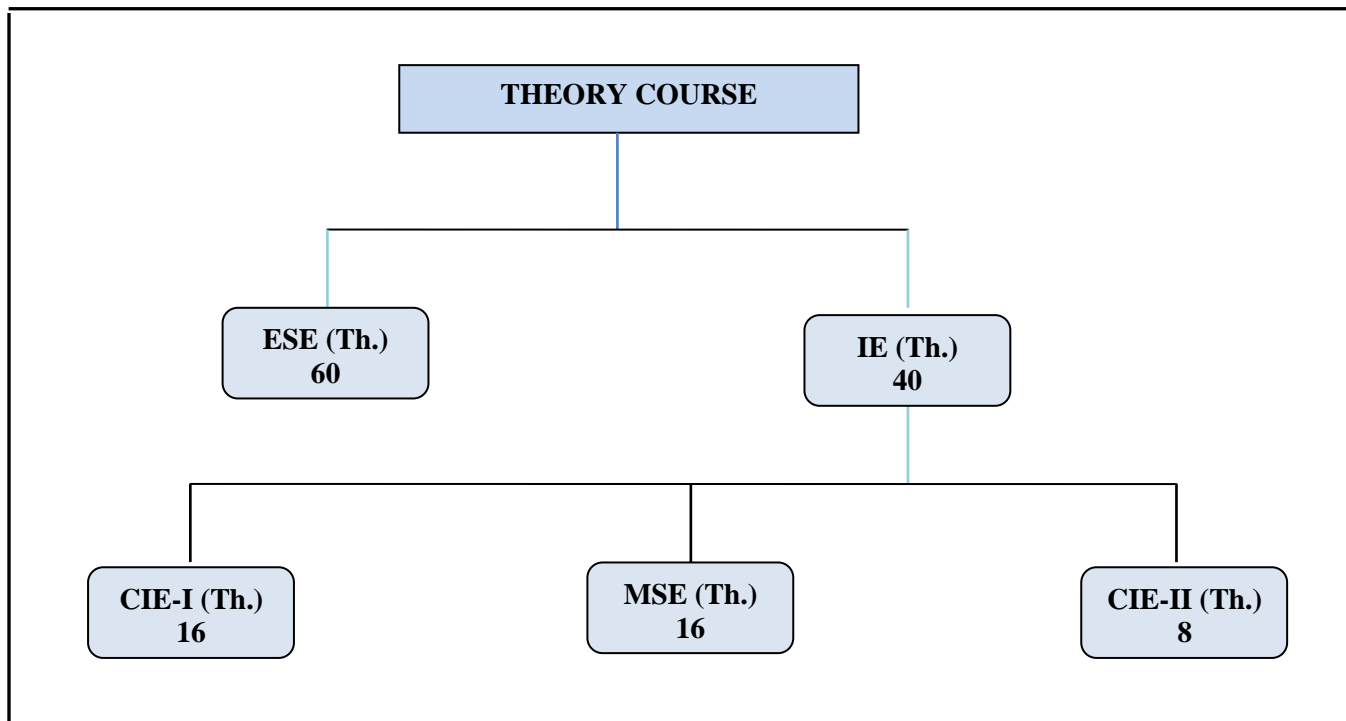 THEORY COURSE
ESE (Th.)
60
IE (Th.)
40
CIE-I (Th.)
16
MSE (Th.)
16
CIE-II (Th.)
8